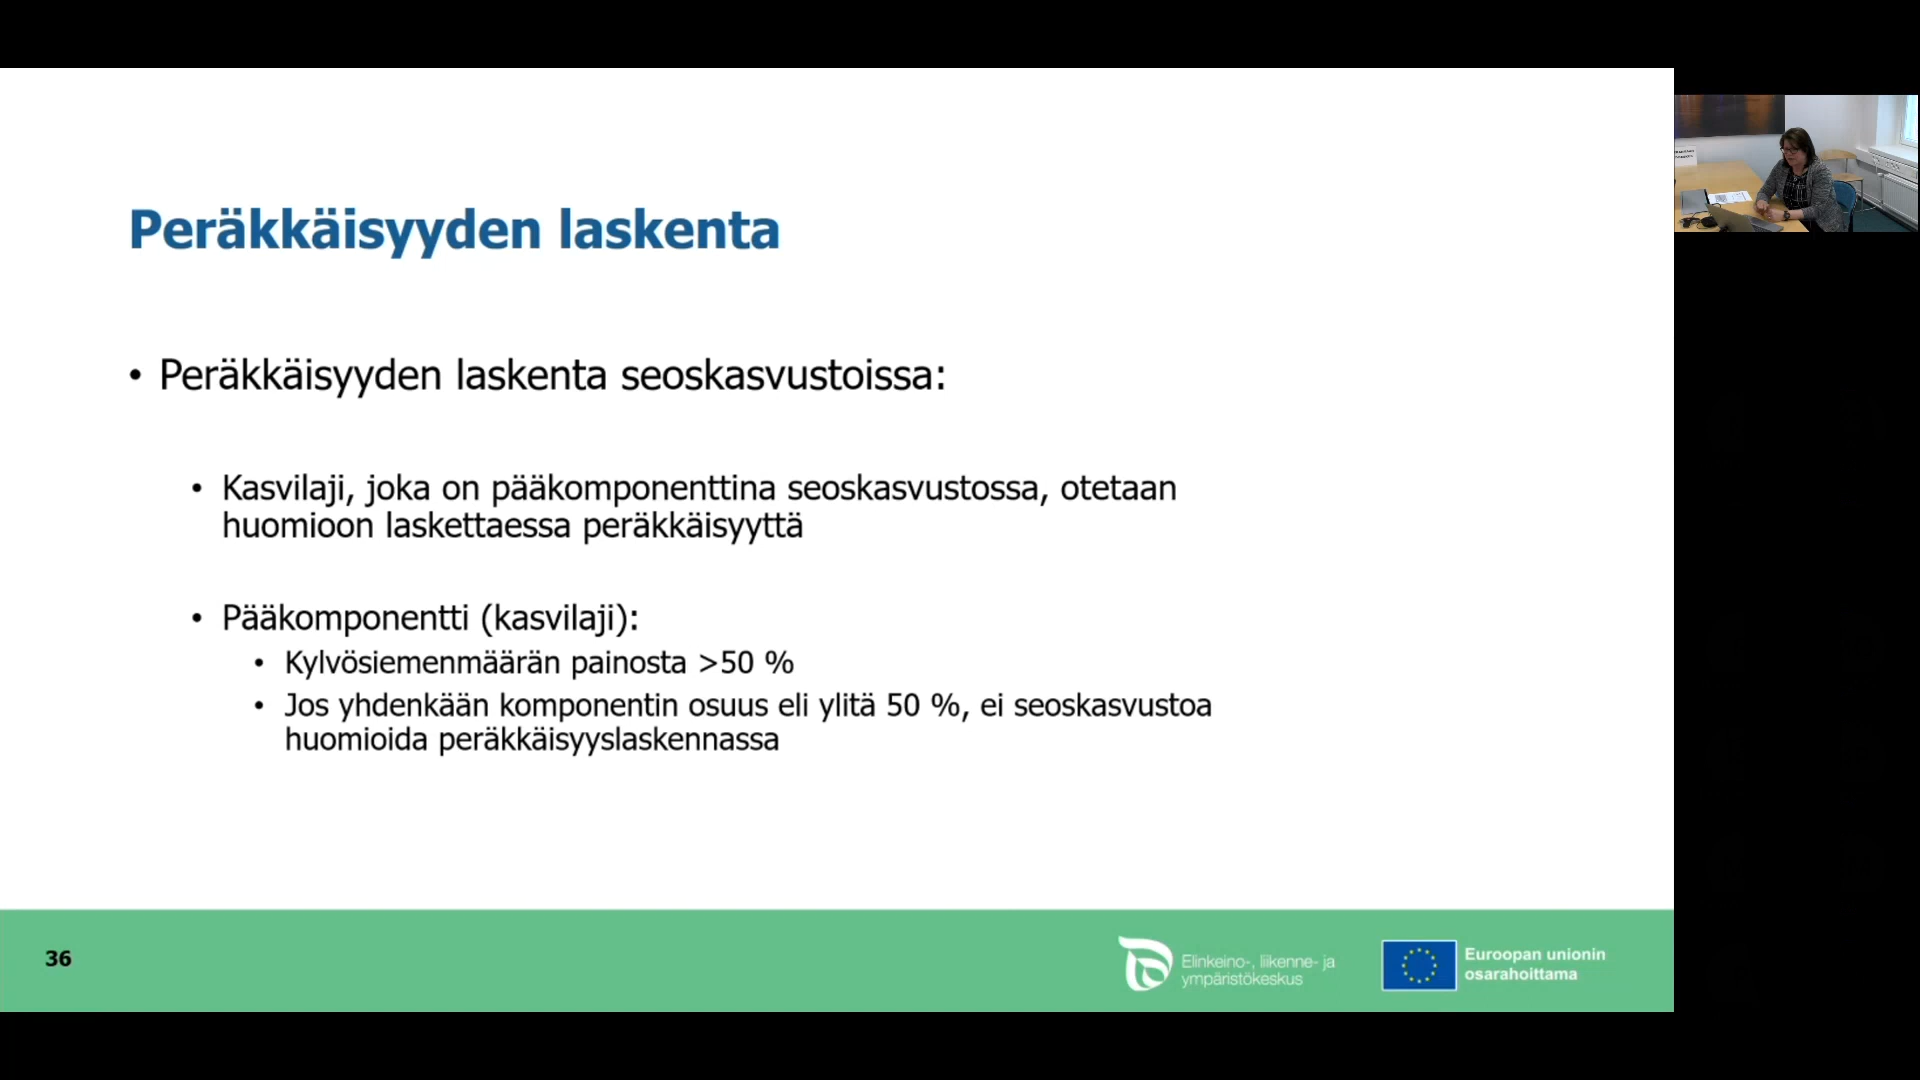 Peräkkäisyyden laskenta
• Peräkkäisyyden laskenta seoskasvustoissa:
• Kasvilaji, joka on pääkomponenttina seoskasvustossa, otetaan
huomioon laskettaessa peräkkäisyyttä
• Pääkomponentti (kasvilaji):
• Kylvösiemenmäärän painosta >50 %
• Jos yhdenkään komponentin osuus eli ylitä 50 %, ei seoskasvustoa
huomioida peräkkäisyyslaskennassa
36
Elinkeino-, liikenne- ja
ympäristökeskus
Euroopan unionin
osarahoittama